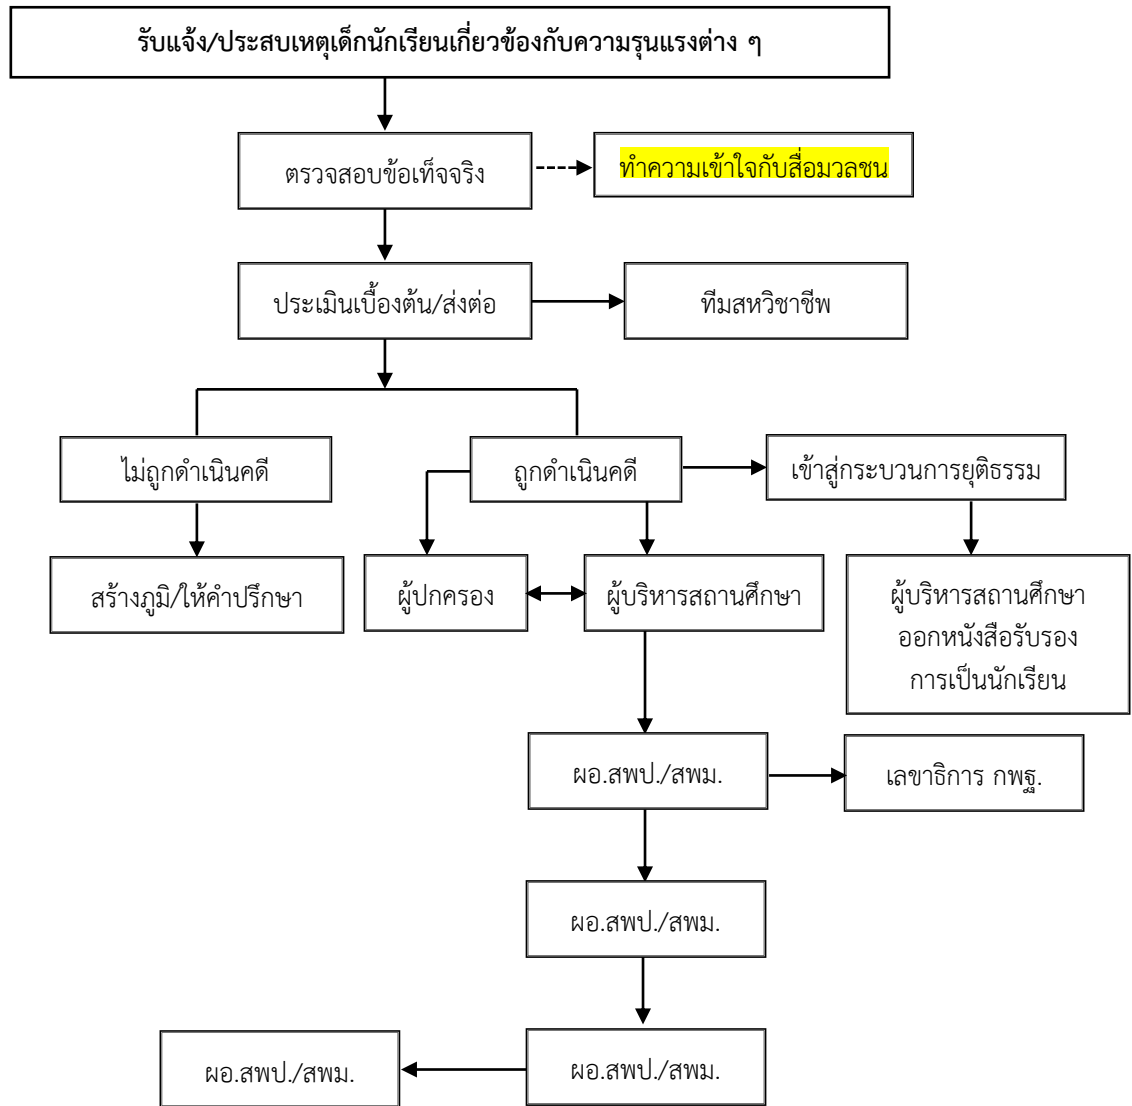 รับแจ้ง/ประสบเหตุเด็กนักเรียนเกี่ยวข้องกับความรุนแรงต่าง ๆ
ตรวจสอบข้อเท็จจริง
ทำความเข้าใจกับสื่อมวลชน
ประเมินเบื้องต้น/ส่งต่อ
ทีมสหวิชาชีพ
ไม่ถูกดำเนินคดี
ถูกดำเนินคดี
เข้าสู่กระบวนการยุติธรรม
สร้างภูมิ/ให้คำปรึกษา
ผู้ปกครอง
ผู้บริหารสถานศึกษา
ผู้บริหารสถานศึกษา
ออกหนังสือรับรอง
การเป็นนักเรียน
ผอ.สพป./สพม.
เลขาธิการ กพฐ.
ผอ.สพป./สพม.
ผอ.สพป./สพม.
ผอ.สพป./สพม.